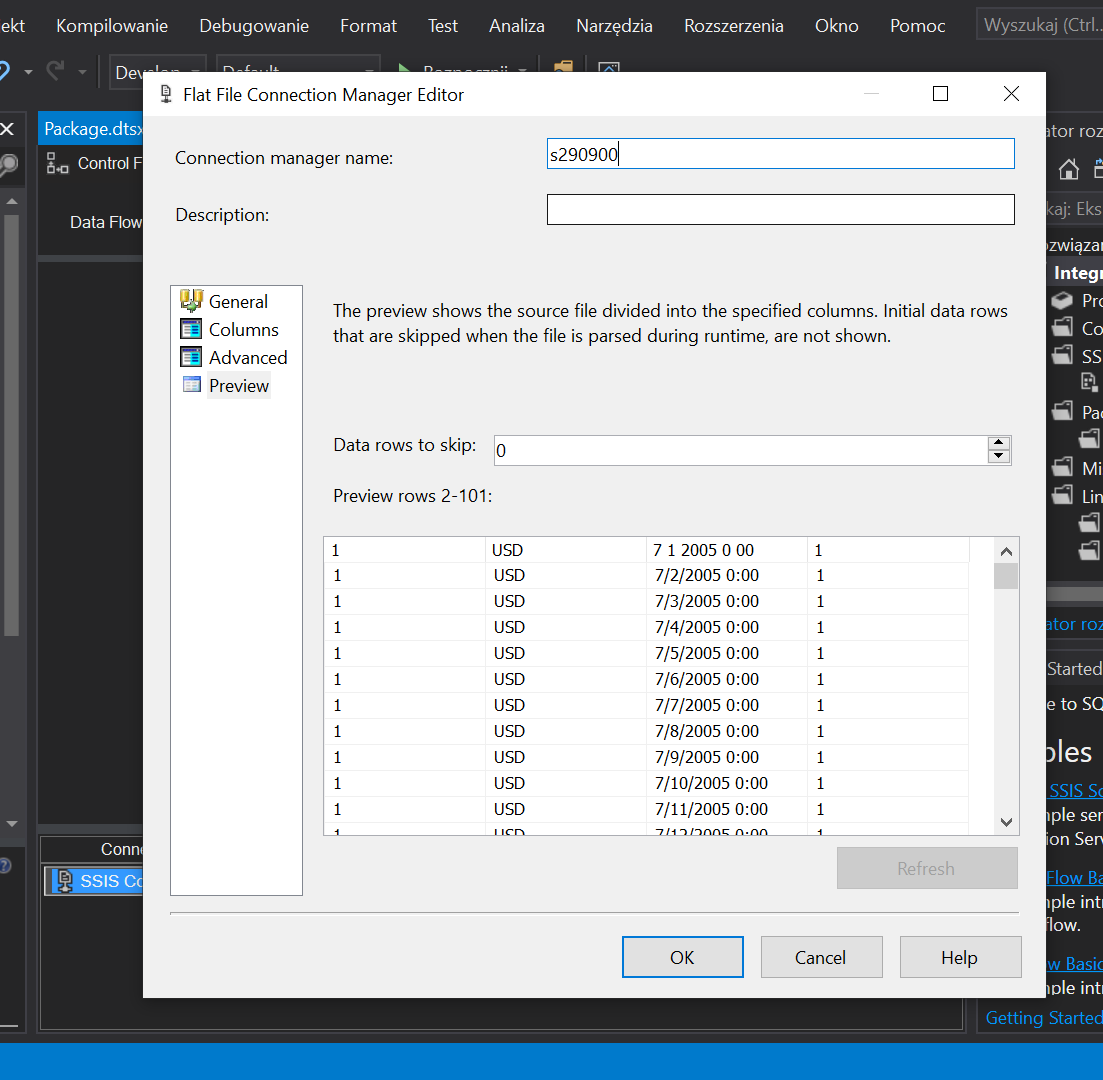 Kompilowanie Debugowanie Format Test Analiza Narzędzia Rozszerzenia Okno Pomoc Wyszukaj (Ctrl...
Flat File Connection Manager Editor
Package.dtsx
Control F
Data Flow
Connection manager name: s290900
Description:
General
Columns
Advanced
Preview
The preview shows the source file divided into the specified columns. Initial data rows
that are skipped when the file is parsed during runtime, are not shown.
Data rows to skip: 0
Preview rows 2-101:
1 USD 7 1 2005 0 00 1
1 USD 7/2/2005 0:00 1
1 USD 7/3/2005 0:00 1
1 USD 7/4/2005 0:00 1
1 USD 7/5/2005 0:00 1
1 USD 7/6/2005 0:00 1
1 USD 7/7/2005 0:00 1
1 USD 7/8/2005 0:00 1
1 USD 7/9/2005 0:00 1
1 USD 7/10/2005 0:00 1
1 USD 7/11/2005 0:00 1
1 USD 7/12/2005 0:00 1
Refresh
OK Cancel Help
Conne
SSIS Co
ator roz
kaj: Eks
ozwiązan
Integr
Pro
Co
SS
Pac
Mi
Lin
ator roz
Started
e to SQ
ples
SSIS Sc
mple ser
ion Serv
Flow Ba
mple intr
flow.
w Basic
mple intr
Getting Started